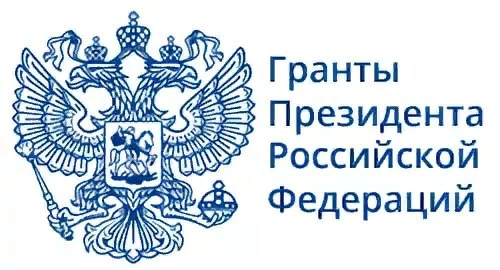 Гранты
Президента
Российской
Федераций